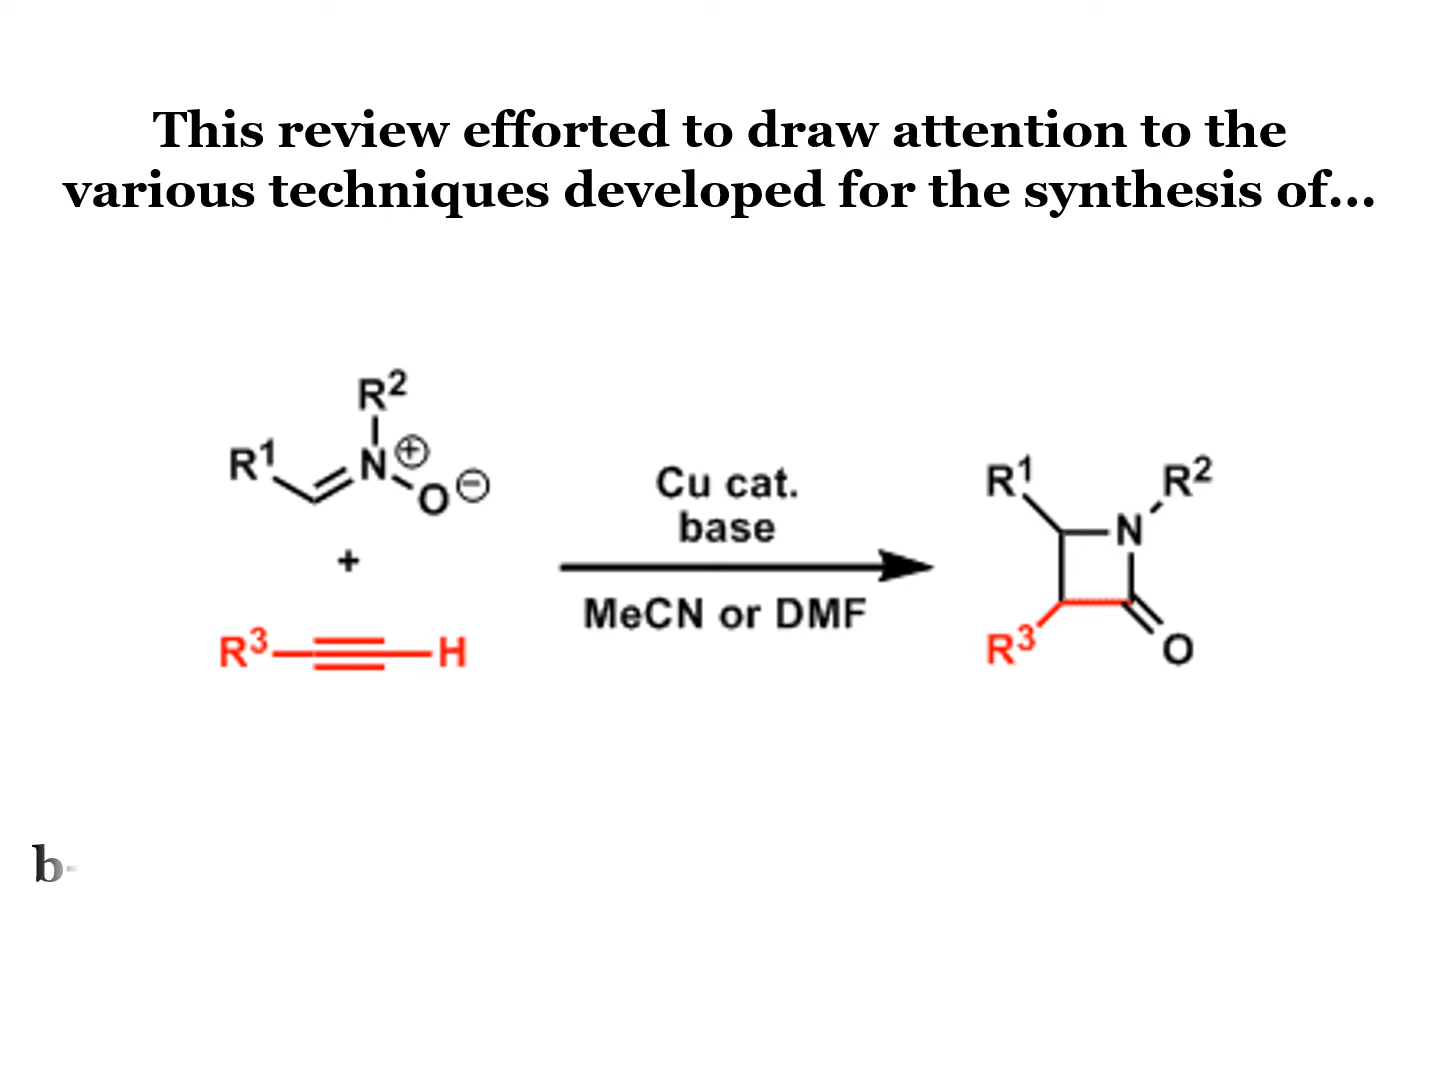 This review efforted to draw attention to the
various techniques developed for the synthesis of...
R²
R¹ N⊕
O⊖
+
R³ H
Cu cat.
base
MeCN or DMF
R¹ R²
N
R³ O
b-